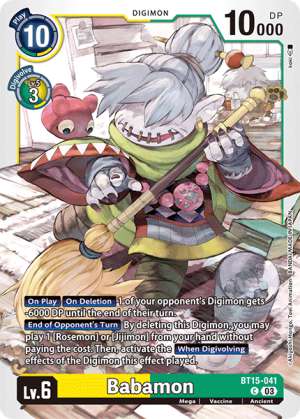 Play
10
DIGIMON
10000
DP
Digivolve
Lv.5
3
On Play On Deletion 1 of your opponent's Digimon gets
-6000 DP until the end of their turn.
End of Opponent's Turn By deleting this Digimon, you may
play 1 [Rosemon] or [Jijimon] from your hand without
paying the cost. Then, activate the When Digivolving
effects of the Digimon this effect played.
BT15-041
Lv.6
Babamon
C 03
Mega
Vaccine
Ancient